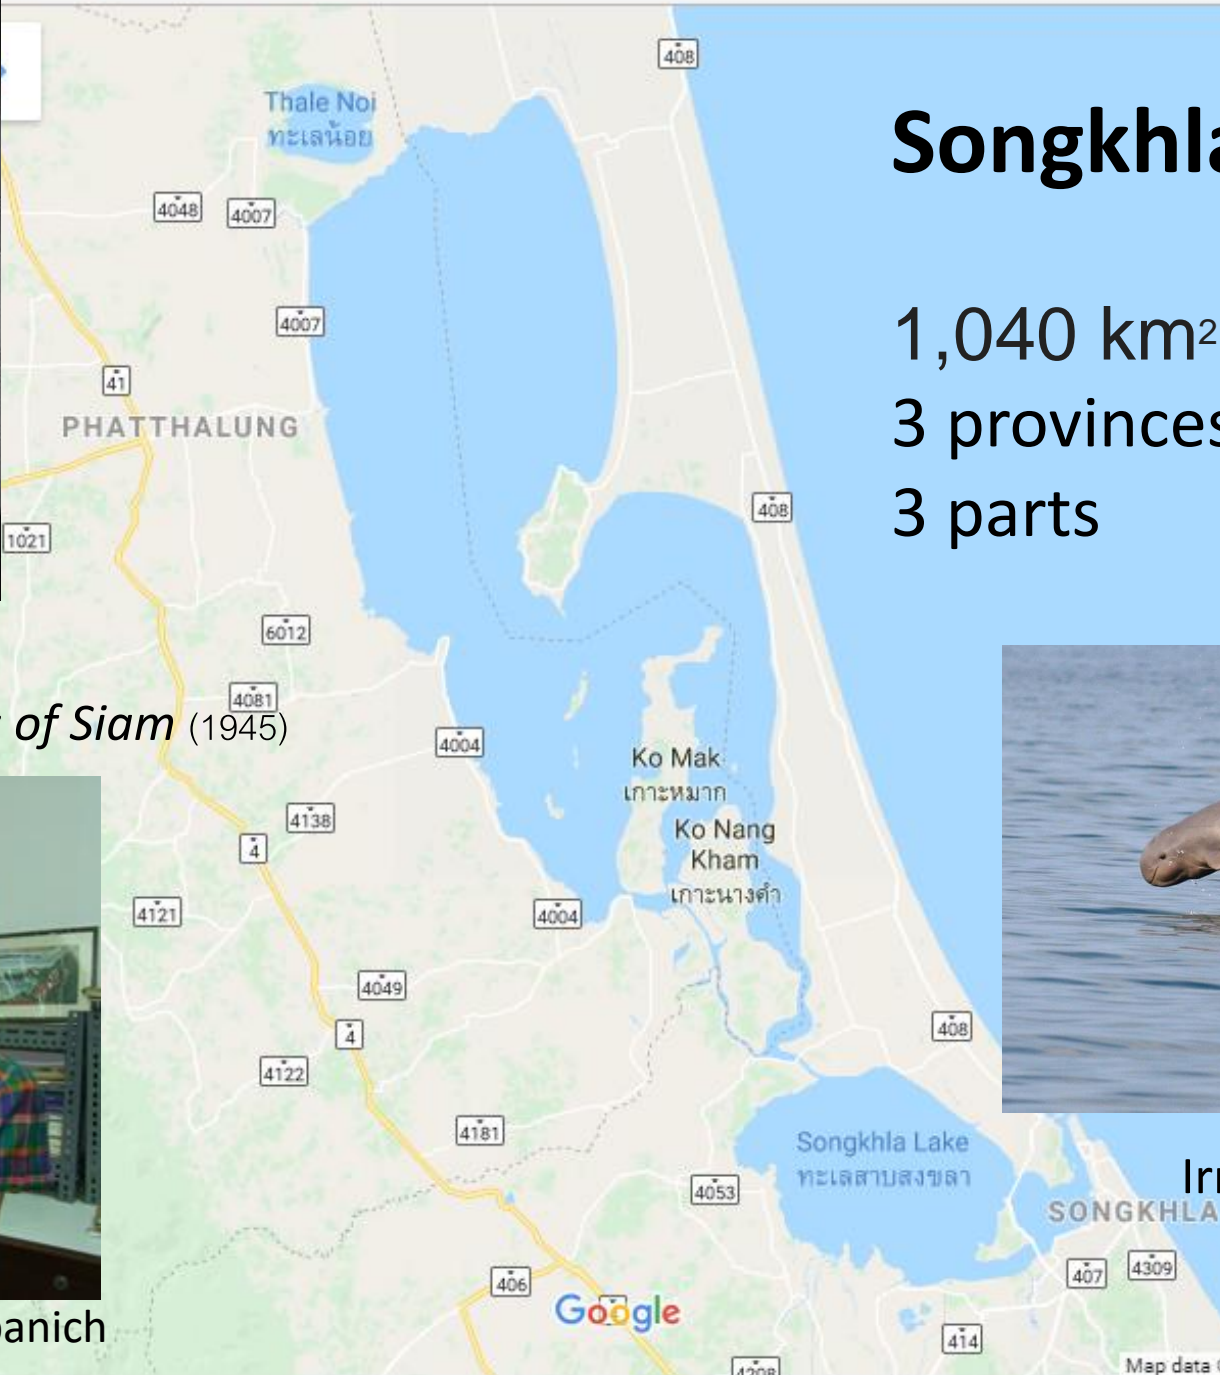 408
Thale Noi
ทะเลน้อย
Songkhla
4048
4007
4007
1,040 km²
41
PHATTHALUNG
3 provinces
408
3 parts
1021
6012
4081
of Siam (1945)
4004
Ko Mak
เกาะหมาก
4138
Ko Nang
Kham
เกาะนางคำ
4
4121
4004
4049
4
408
4122
4181
Songkhla Lake
ทะเลสาบสงขลา
4053
SONGKHLA
406
407
4309
Google
anich
414
Map data